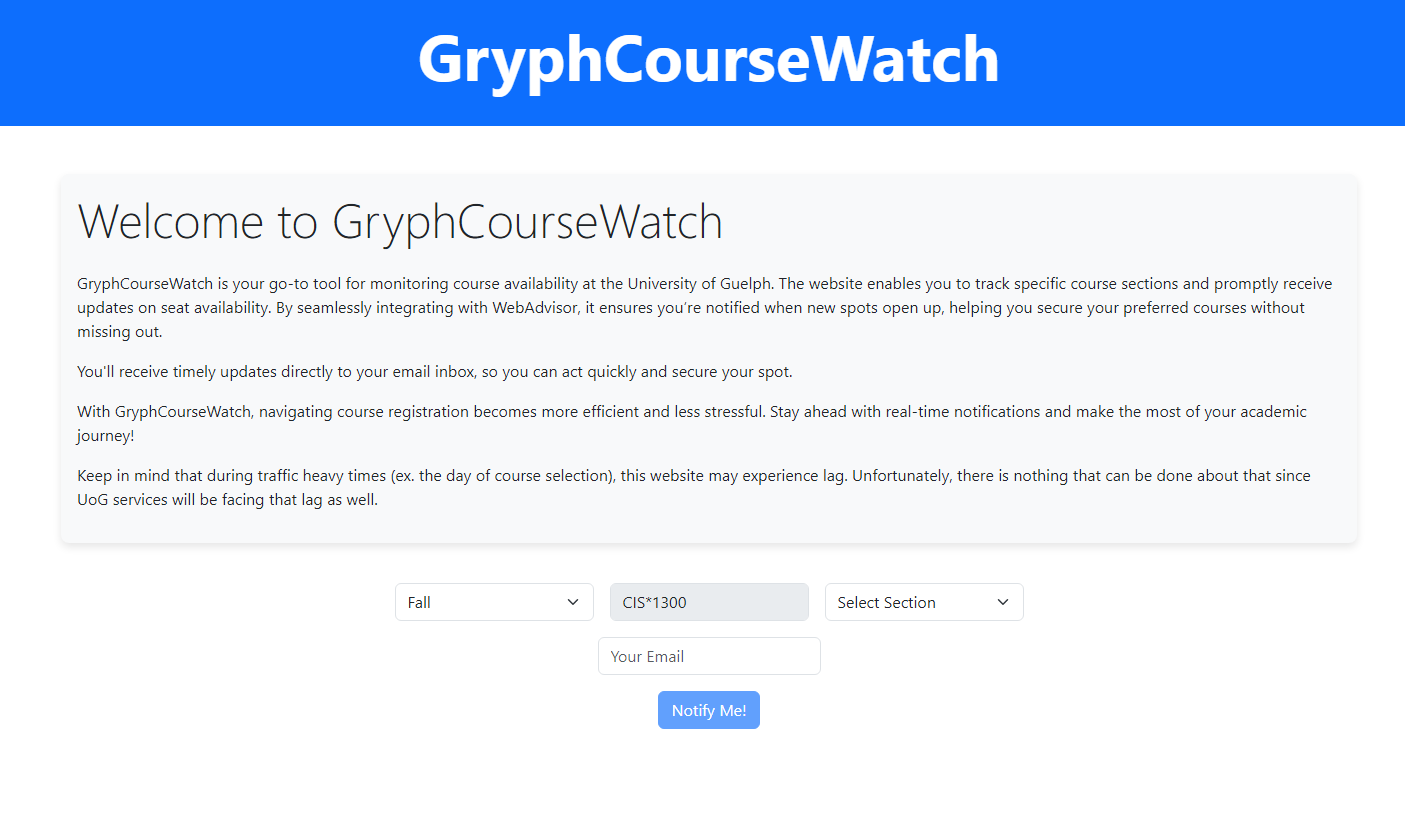 GryphCourseWatch
Welcome to GryphCourseWatch
GryphCourseWatch is your go-to tool for monitoring course availability at the University of Guelph. The website enables you to track specific course sections and promptly receive
updates on seat availability. By seamlessly integrating with WebAdvisor, it ensures you're notified when new spots open up, helping you secure your preferred courses without
missing out.
You'll receive timely updates directly to your email inbox, so you can act quickly and secure your spot.
With GryphCourseWatch, navigating course registration becomes more efficient and less stressful. Stay ahead with real-time notifications and make the most of your academic
journey!
Keep in mind that during traffic heavy times (ex. the day of course selection), this website may experience lag. Unfortunately, there is nothing that can be done about that since
UoG services will be facing that lag as well.
Fall CIS*1300 Select Section
Your Email
Notify Me!